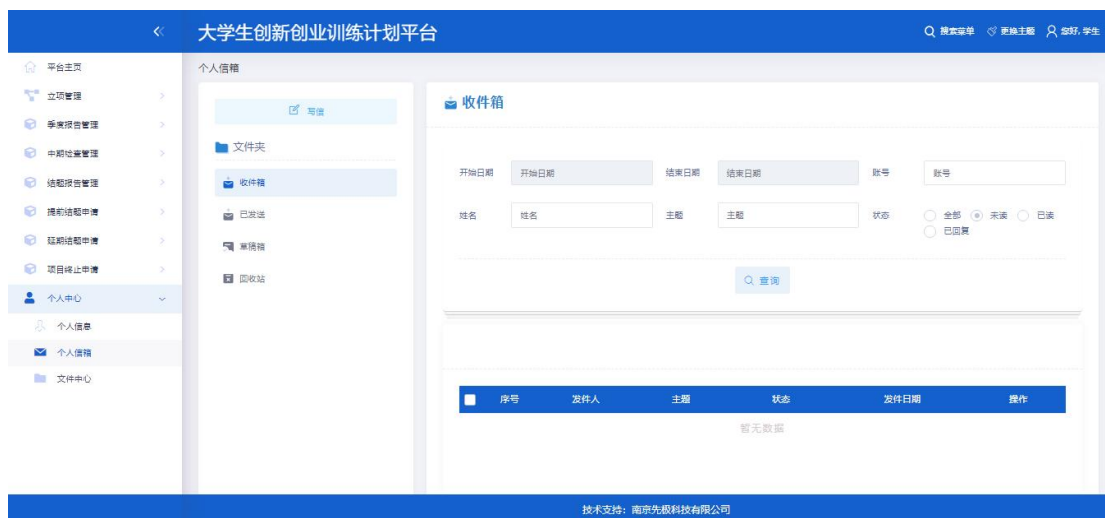 大学生创新创业训练计划平台
搜索菜单 更换主题 您好, 学生
平台主页
立项管理
季度报告管理
中期检查管理
结题报告管理
提前结题申请
延期结题申请
项目终止申请
个人中心
个人信息
个人信箱
文件中心
个人信箱
写信
文件夹
收件箱
已发送
草稿箱
回收站
收件箱
开始日期 开始日期 结束日期 结束日期 账号 账号
姓名 姓名 主题 主题 状态 全部 未读 已读
已回复
查询
序号 发件人 主题 状态 发件日期 操作
暂无数据
技术支持：南京先极科技有限公司